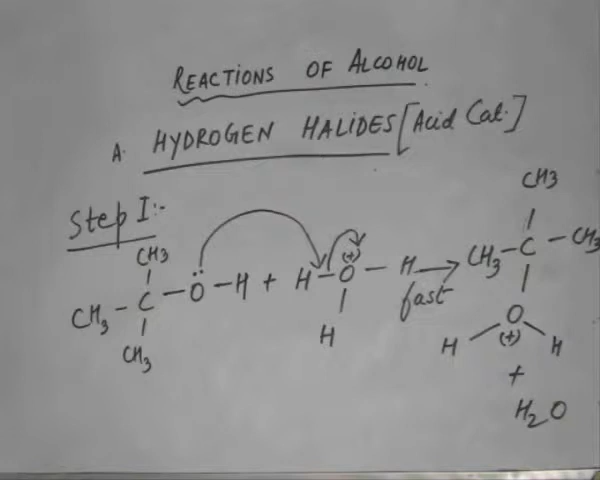 REACTIONS OF ALCOHOL
A. HYDROGEN HALIDES [Acid Cat.]
Step I:-
CH3
CH3 - C - Ö - H + H - O - H
CH3
H
(+)
fast
CH3
CH3 - C - CH3
O
H (+) H
+
H2O